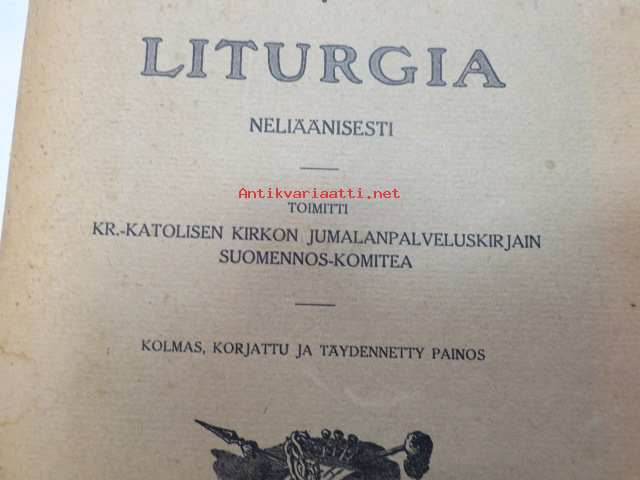 LITURGIA
NELIÄÄNISESTI
Antikvariaatti.net
TOIMITTI
KR.-KATOLISEN KIRKON JUMALANPALVELUSKIRJAIN
SUOMENNOS-KOMITEA
KOLMAS, KORJATTU JA TÄYDENNETTY PAINOS